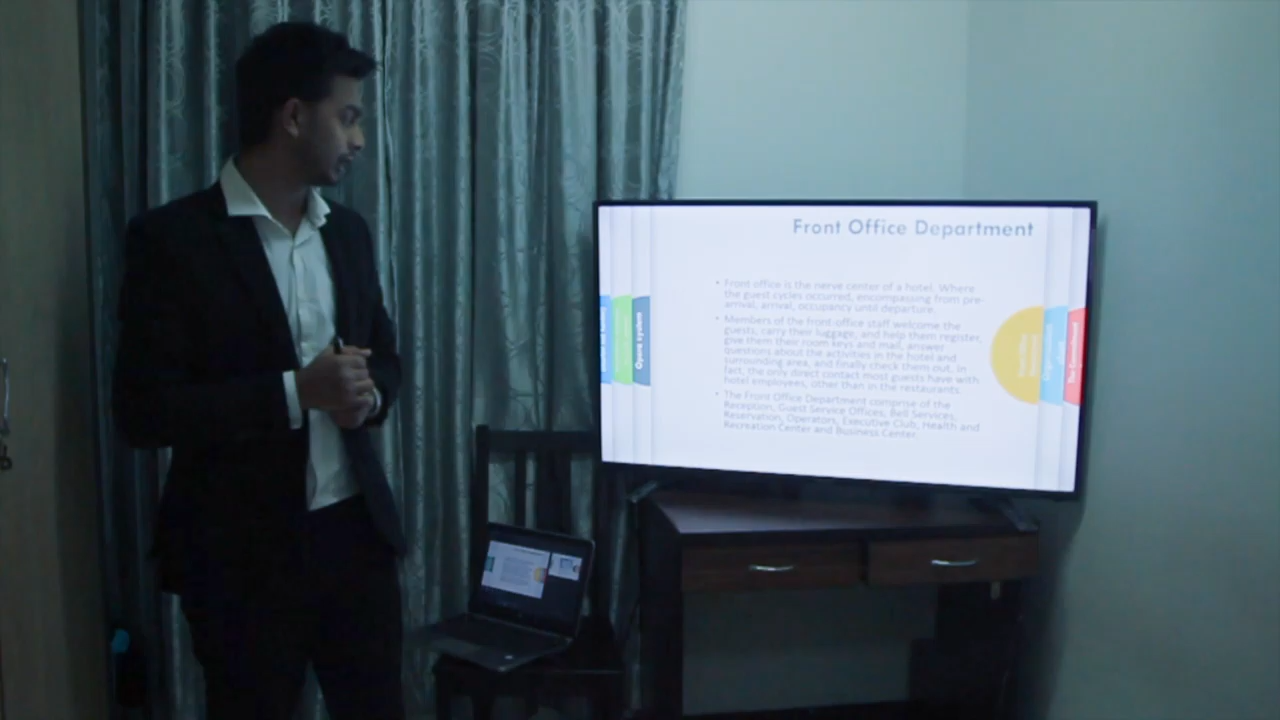 Front Office Department
• Front office is the nerve center of a hotel. Where
the guest cycles occurred, encompassing from pre-
arrival, arrival, occupancy until departure.
• Members of the front-office staff welcome the
guests, carry their luggage, and help them register,
give them their room keys and mail, answer
questions about the activities in the hotel and
surrounding area, and finally check them out, in
fact, the only direct contact most guests have with
hotel employees, other than in the restaurants.
• The Front Office Department comprise of the
Reception, Guest Service Offices, Bell Services,
Reservation, Operators, Executive Club, Health and
Recreation Center and Business Center.
Opera system